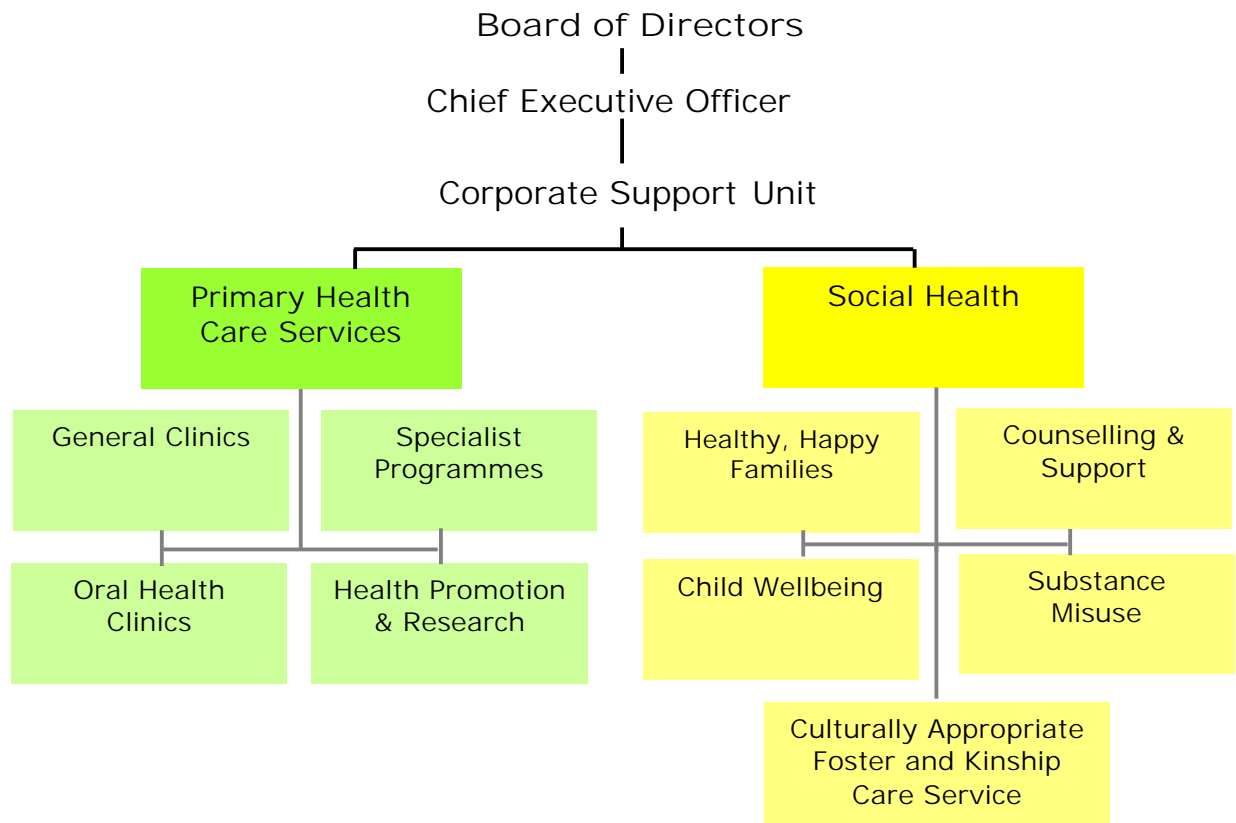 Board of Directors
Chief Executive Officer
Corporate Support Unit
Primary Health
Care Services
Social Health
General Clinics
Specialist
Programmes
Healthy, Happy
Families
Counselling &
Support
Oral Health
Clinics
Health Promotion
& Research
Child Wellbeing
Substance
Misuse
Culturally Appropriate
Foster and Kinship
Care Service